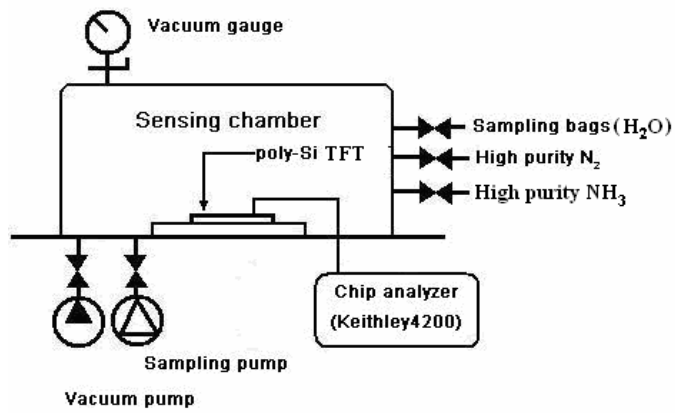 Vacuum gauge
Sensing chamber
Sampling bags (H₂O)
poly-Si TFT
High purity N₂
High purity NH₃
Chip analyzer
(Keithley4200)
Sampling pump
Vacuum pump